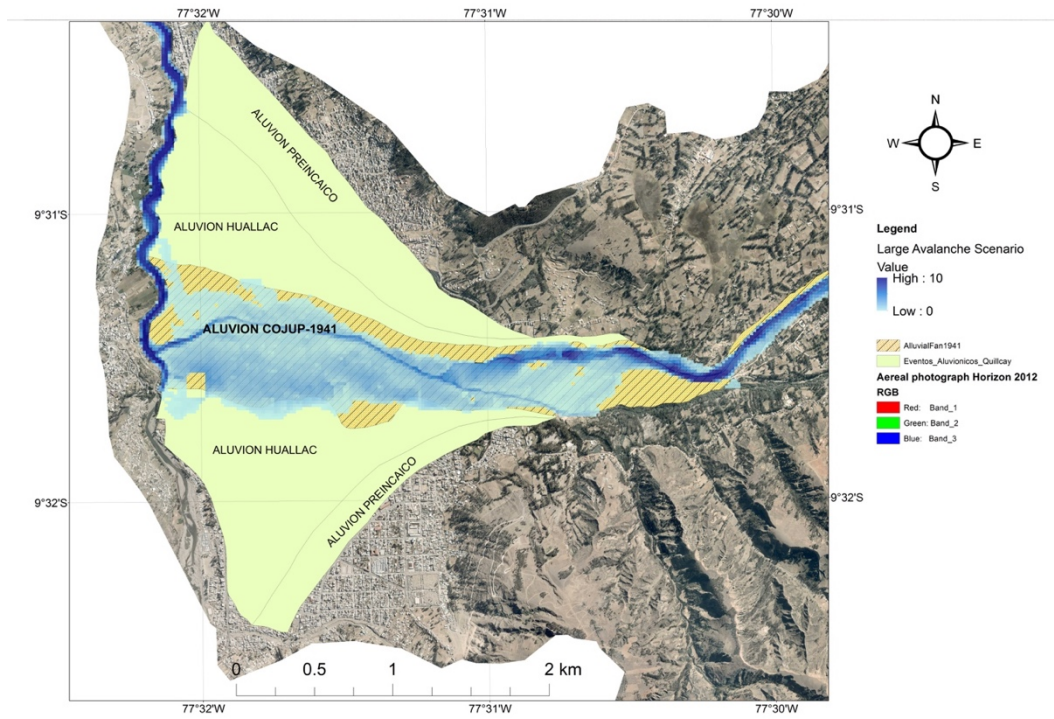 77°32'W 77°31'W 77°30'W
ALUVION PREINCAICO
N
W E
S
9°31'S 9°31'S
ALUVION HUALLAC
Legend
Large Avalanche Scenario
Value
High : 10
Low : 0
ALUVION COJUP-1941
AlluvialFan1941
Eventos_Aluvionicos_Quillcay
Aereal photograph Horizon 2012
RGB
Red: Band_1
Green: Band_2
Blue: Band_3
ALUVION HUALLAC
ALUVION PREINCAICO
9°32'S 9°32'S
0 0.5 1 2 km
77°32'W 77°31'W 77°30'W